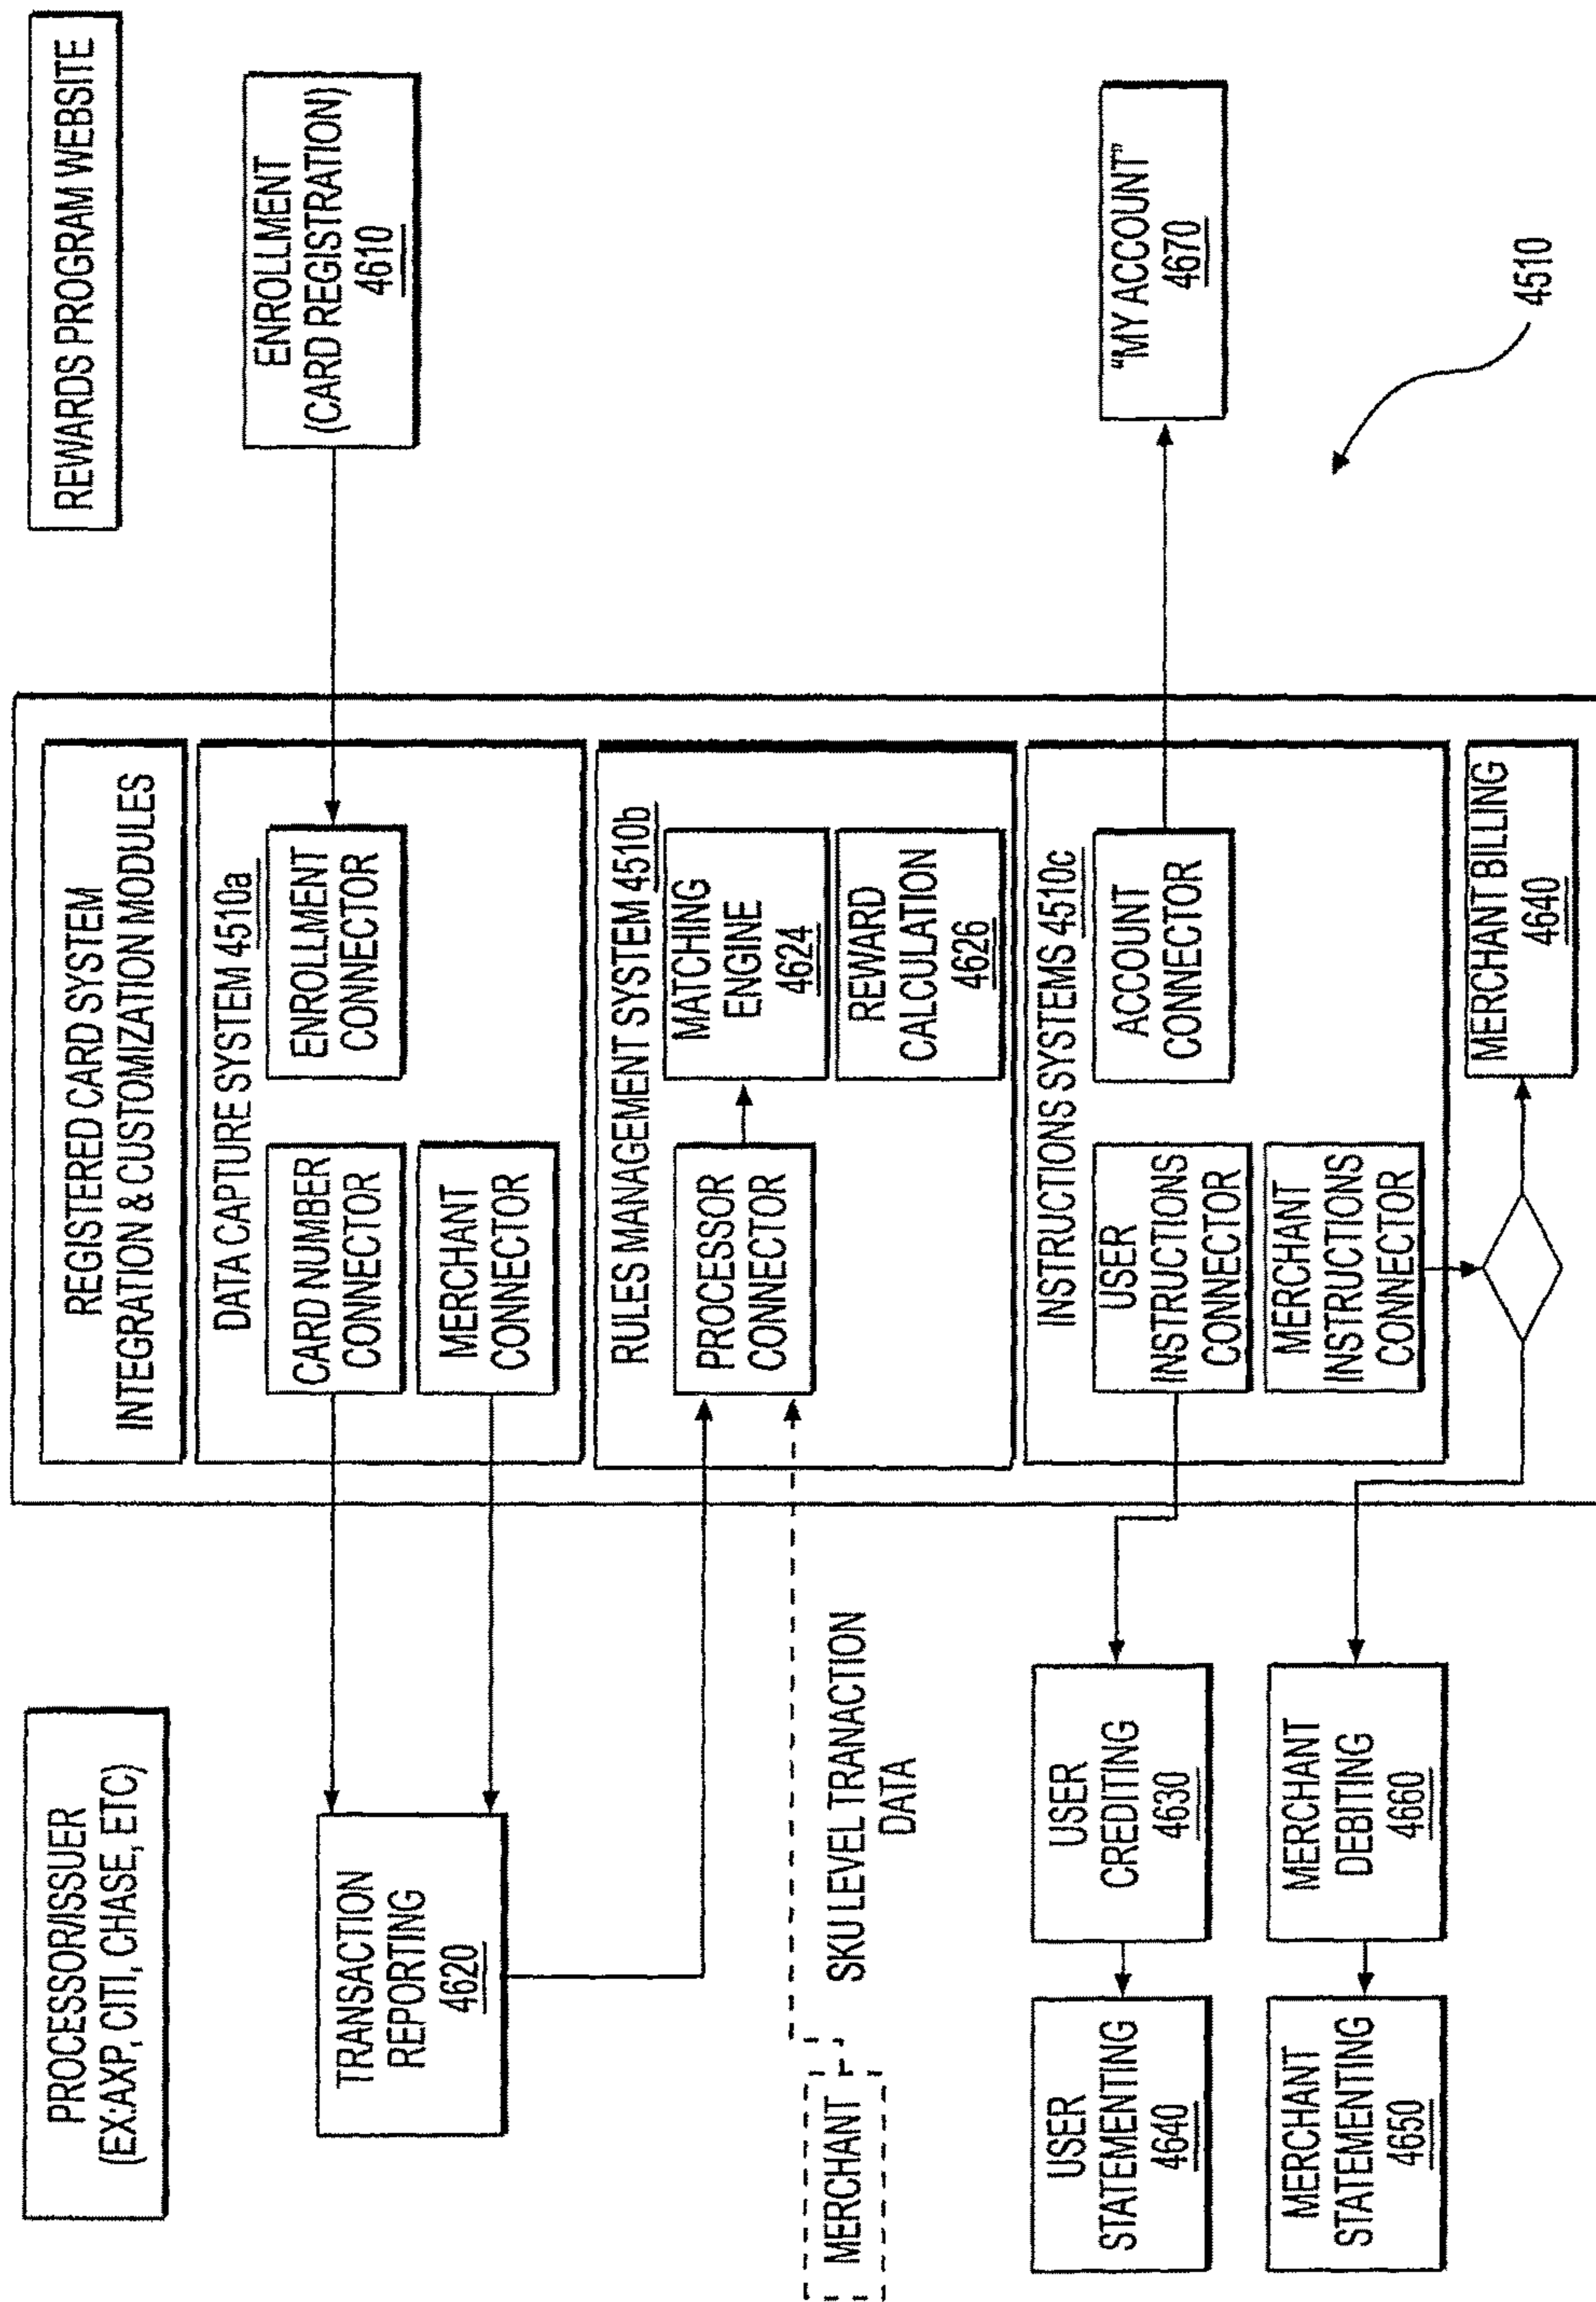 PROCESSOR/ISSUER
(EX:AXP, CITI, CHASE, ETC)
REGISTERED CARD SYSTEM
INTEGRATION & CUSTOMIZATION MODULES
REWARDS PROGRAM WEBSITE
TRANSACTION
REPORTING
4620
DATA CAPTURE SYSTEM 4510a
CARD NUMBER
CONNECTOR
ENROLLMENT
CONNECTOR
MERCHANT
CONNECTOR
ENROLLMENT
(CARD REGISTRATION)
4610
RULES MANAGEMENT SYSTEM 4510b
PROCESSOR
CONNECTOR
MATCHING
ENGINE
4624
REWARD
CALCULATION
4626
MERCHANT
SKU LEVEL TRANACTION
DATA
INSTRUCTIONS SYSTEMS 4510c
USER
INSTRUCTIONS
CONNECTOR
ACCOUNT
CONNECTOR
MERCHANT
INSTRUCTIONS
CONNECTOR
"MY ACCOUNT"
4670
USER
STATEMENTING
4640
USER
CREDITING
4630
MERCHANT
STATEMENTING
4650
MERCHANT
DEBITING
4660
MERCHANT BILLING
4640
4510